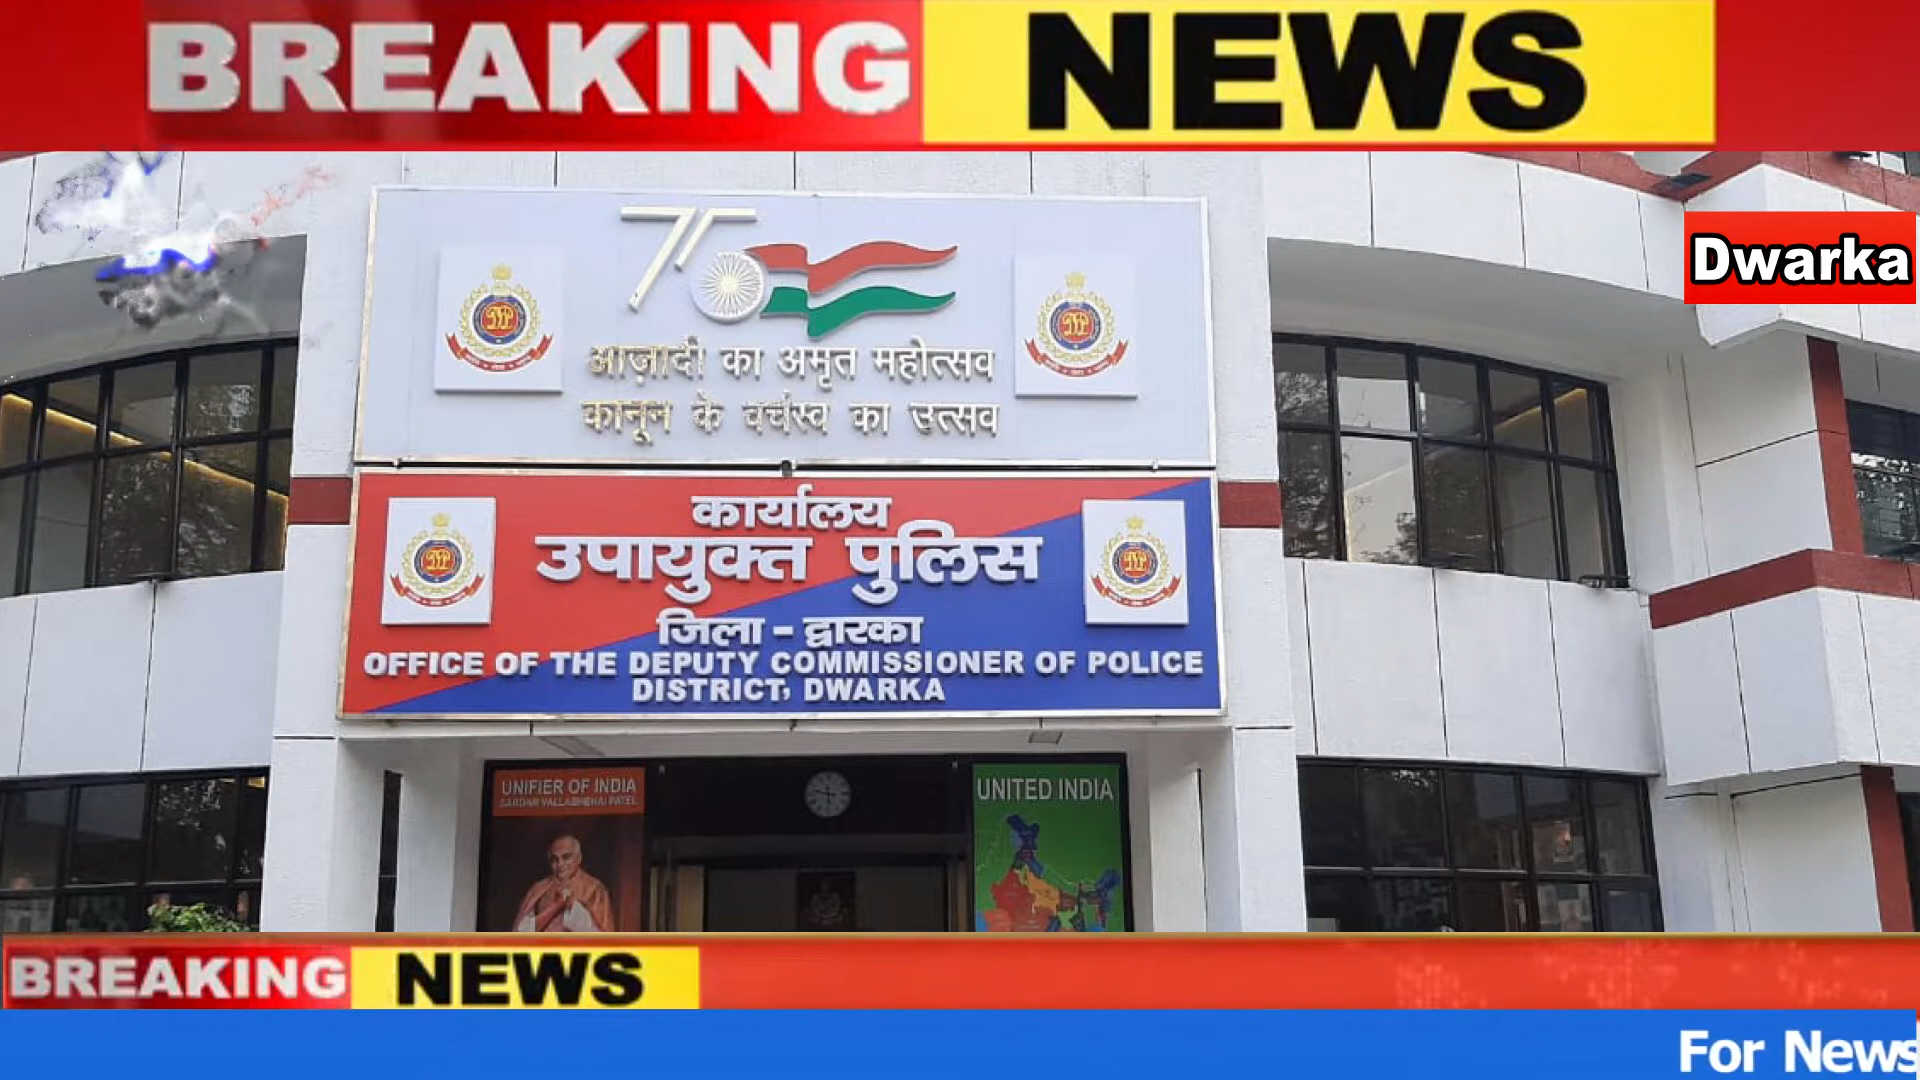 BREAKING NEWS
Dwarka
75
आज़ादी का अमृत महोत्सव
कानून के वर्चस्व का उत्सव
कार्यालय
उपायुक्त पुलिस
जिला - द्वारका
OFFICE OF THE DEPUTY COMMISSIONER OF POLICE
DISTRICT, DWARKA
UNIFIER OF INDIA
SARDAR VALLABHBHAI PATEL
UNITED INDIA
BREAKING NEWS
For News